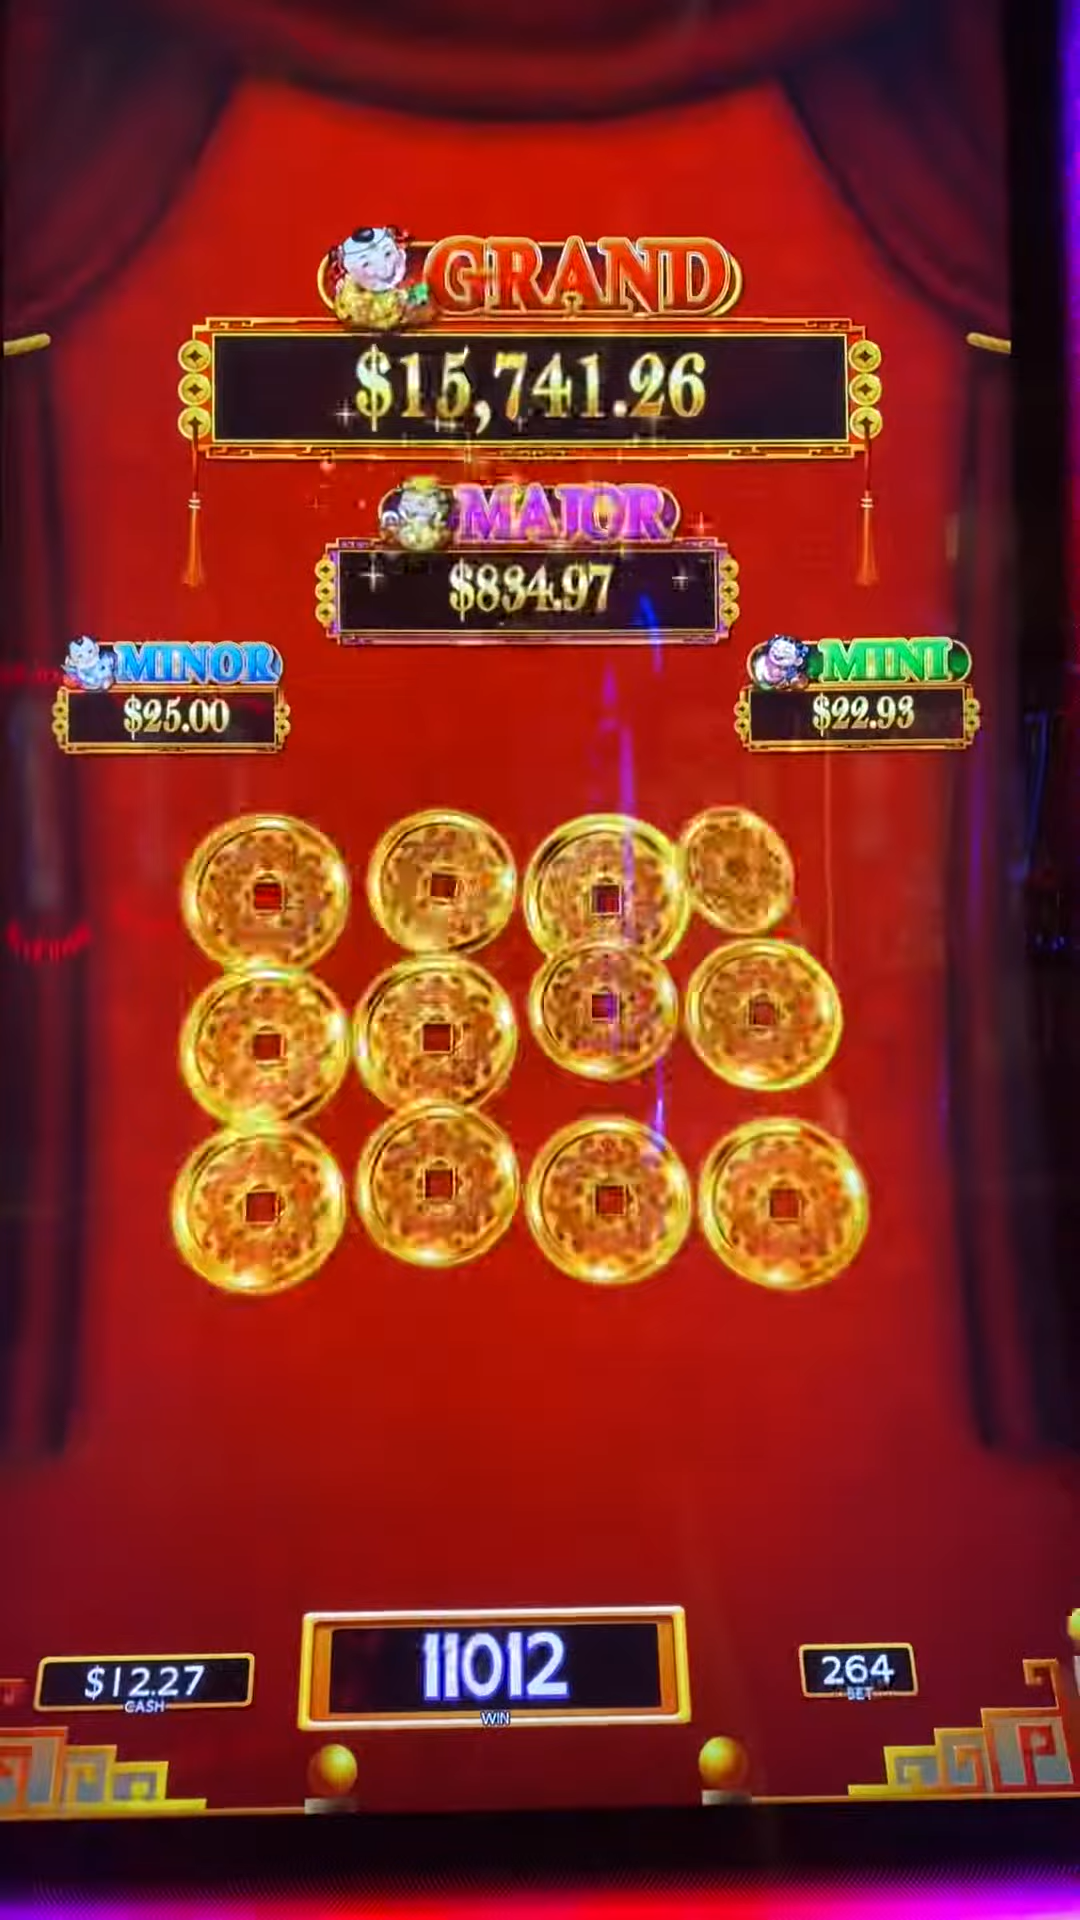 GRAND
$15,741.26
MAJOR
$834.97
MINOR
$25.00
MINI
$22.93
$12.27
CASH
11012
WIN
264
BET